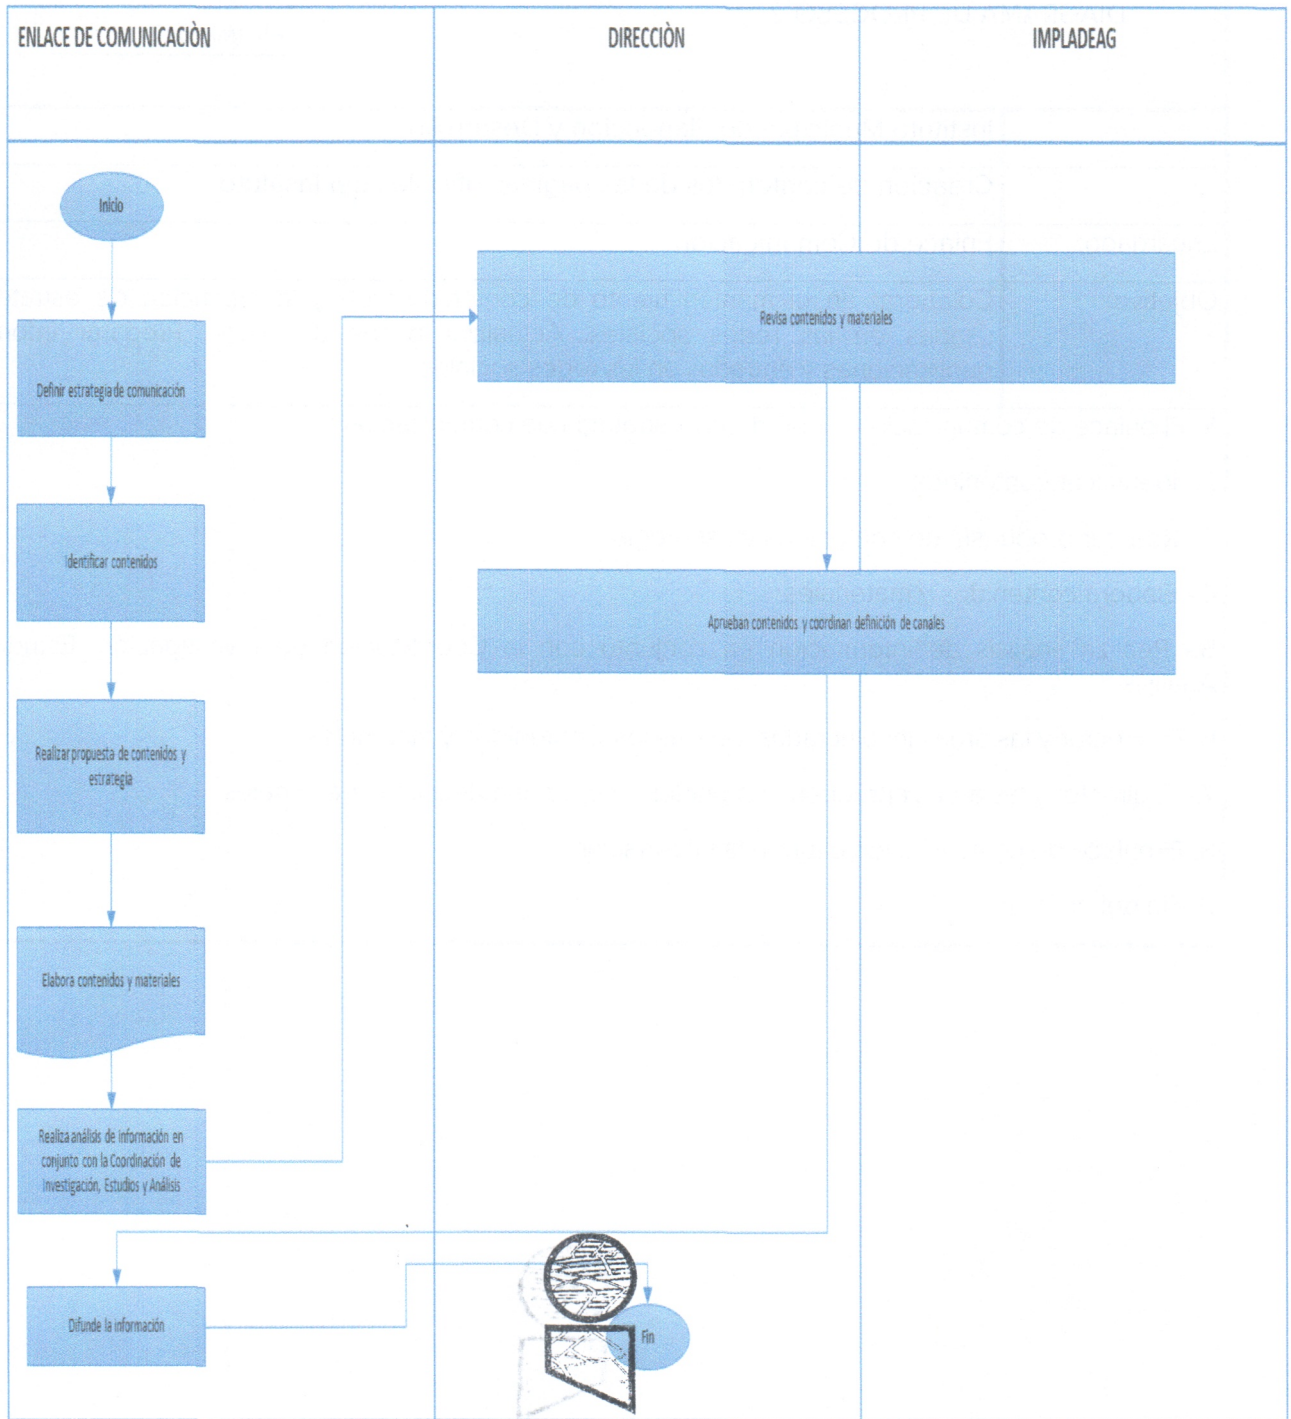 ENLACE DE COMUNICACIÒN
DIRECCIÒN
IMPLADEAG
Inicio
Definir estrategia de comunicación
Identificar contenidos
Realizar propuesta de contenidos y
estrategia
Elabora contenidos y materiales
Realiza análisis de información en
conjunto con la Coordinación de
Investigación, Estudios y Análisis
Revisa contenidos y materiales
Aprueban contenidos y coordinan definición de canales
Difunde la información
Fin